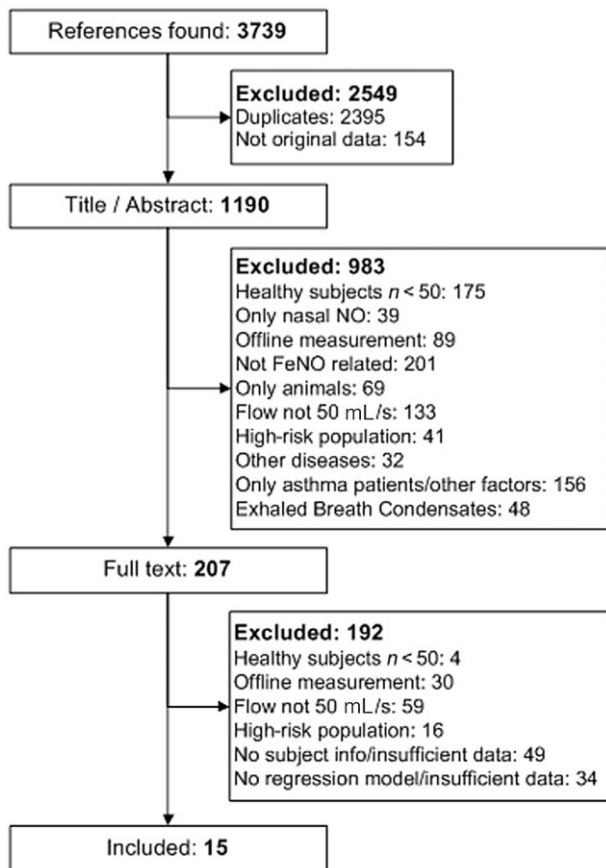 References found: 3739
Excluded: 2549
Duplicates: 2395
Not original data: 154
Title / Abstract: 1190
Excluded: 983
Healthy subjects n < 50: 175
Only nasal NO: 39
Offline measurement: 89
Not FeNO related: 201
Only animals: 69
Flow not 50 mL/s: 133
High-risk population: 41
Other diseases: 32
Only asthma patients/other factors: 156
Exhaled Breath Condensates: 48
Full text: 207
Excluded: 192
Healthy subjects n < 50: 4
Offline measurement: 30
Flow not 50 mL/s: 59
High-risk population: 16
No subject info/insufficient data: 49
No regression model/insufficient data: 34
Included: 15